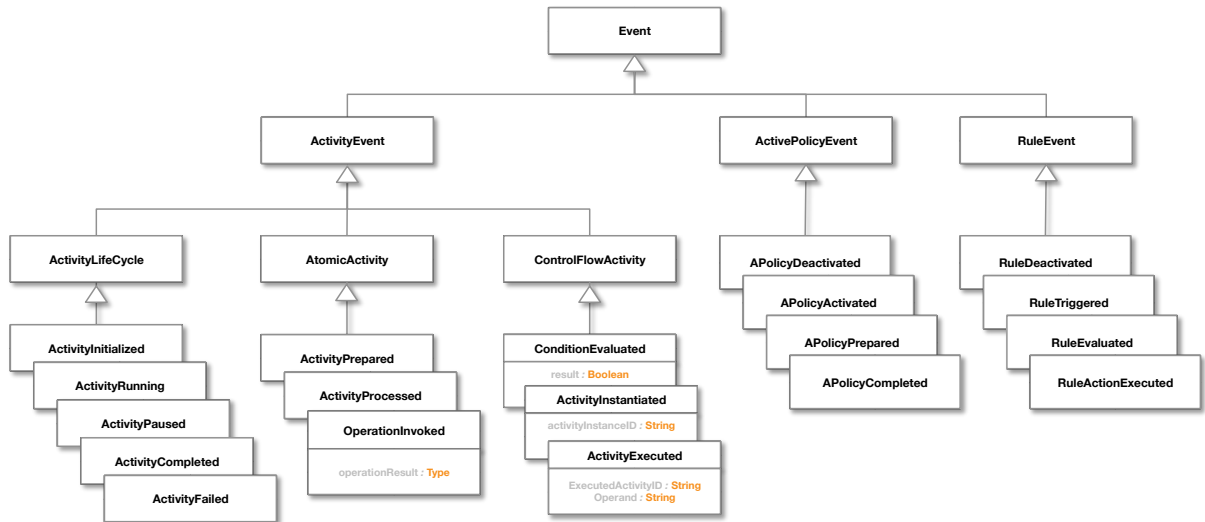 Event
ActivityEvent
ActivePolicyEvent
RuleEvent
ActivityLifeCycle
AtomicActivity
ControlFlowActivity
APolicyDeactivated
APolicyActivated
APolicyPrepared
APolicyCompleted
RuleDeactivated
RuleTriggered
RuleEvaluated
RuleActionExecuted
ActivityInitialized
ActivityRunning
ActivityPaused
ActivityCompleted
ActivityFailed
ActivityPrepared
ActivityProcessed
OperationInvoked
operationResult : Type
ConditionEvaluated
result : Boolean
ActivityInstantiated
activityInstanceID : String
ActivityExecuted
ExecutedActivityID : String
Operand : String